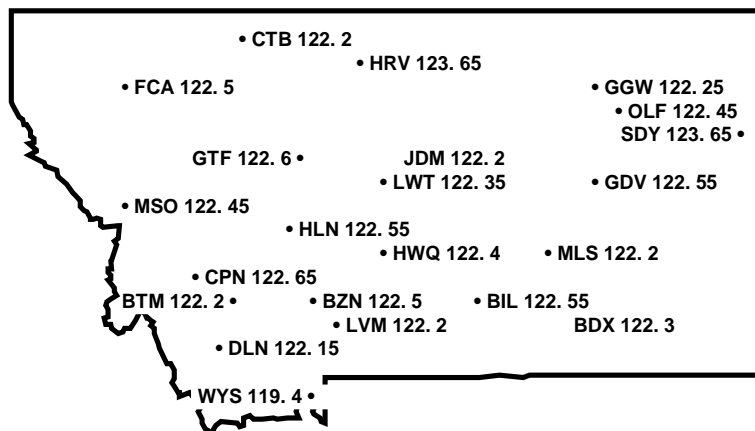 CTB 122. 2
HRV 123. 65
FCA 122. 5
GGW 122. 25
OLF 122. 45
SDY 123. 65
GTF 122. 6
JDM 122. 2
LWT 122. 35
GDV 122. 55
MSO 122. 45
HLN 122. 55
HWQ 122. 4
MLS 122. 2
CPN 122. 65
BTM 122. 2
BZN 122. 5
BIL 122. 55
LVM 122. 2
BDX 122. 3
DLN 122. 15
WYS 119. 4